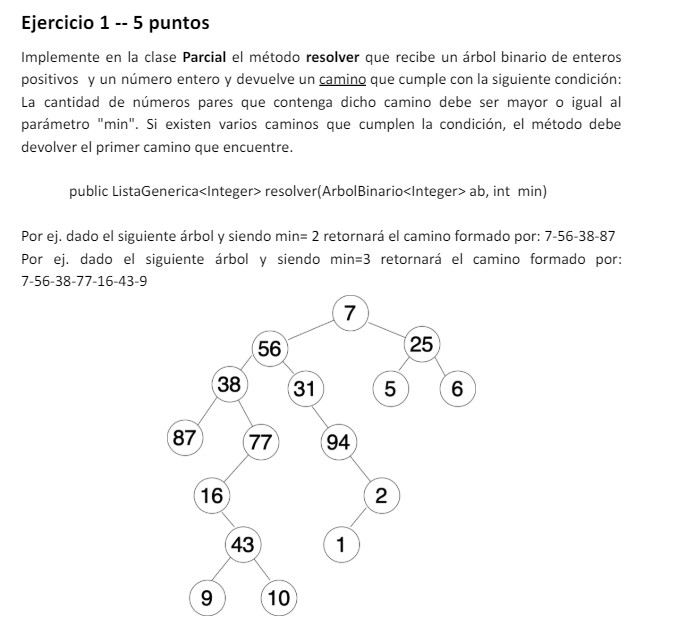 Ejercicio 1 -- 5 puntos
Implemente en la clase Parcial el método resolver que recibe un árbol binario de enteros
positivos y un número entero y devuelve un camino que cumple con la siguiente condición:
La cantidad de números pares que contenga dicho camino debe ser mayor o igual al
parámetro "min". Si existen varios caminos que cumplen la condición, el método debe
devolver el primer camino que encuentre.
public ListaGenerica<Integer> resolver(ArbolBinario<Integer> ab, int min)
Por ej. dado el siguiente árbol y siendo min= 2 retornará el camino formado por: 7-56-38-87
Por ej. dado el siguiente árbol y siendo min=3 retornará el camino formado por:
7-56-38-77-16-43-9
7
56 25
38 31 5 6
87 77 94
16 2
43 1
9 10